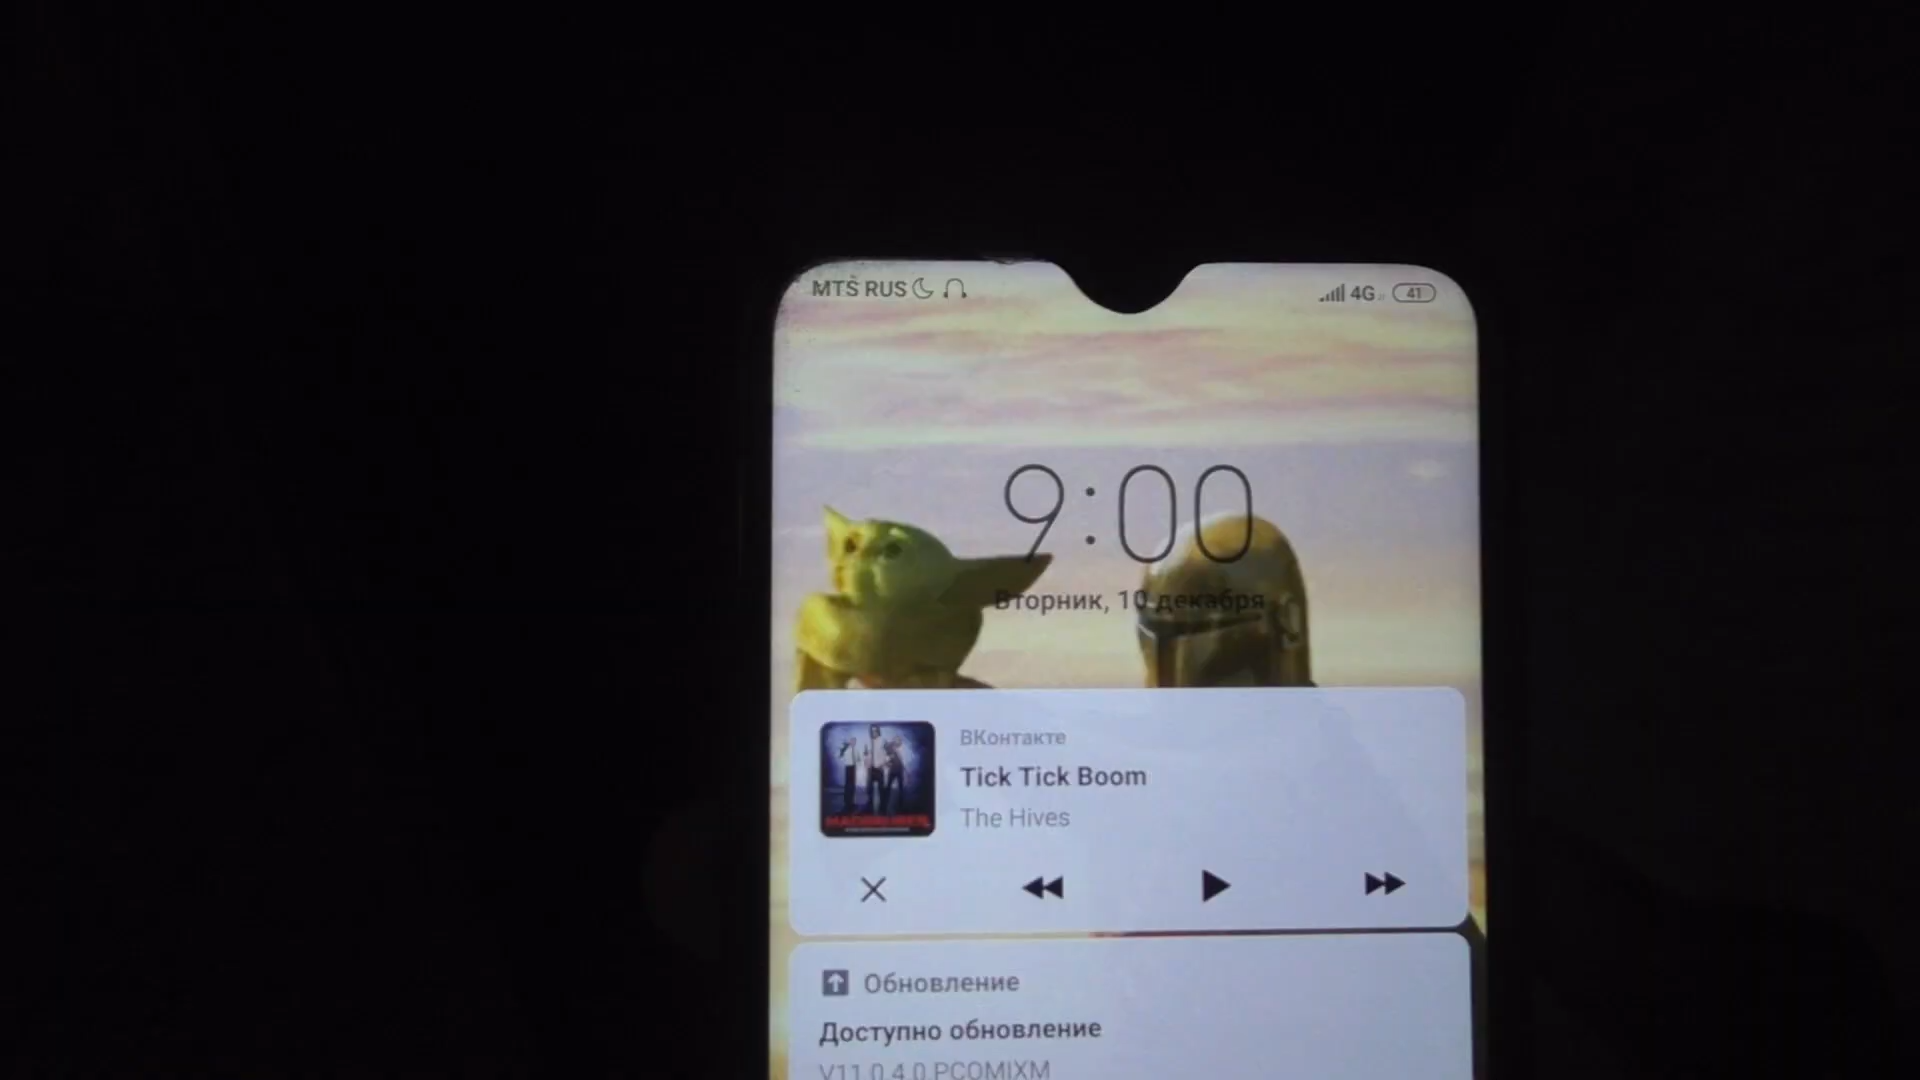 MTS RUS
4G
41
9:00
Вторник, 10 декабря
ВКонтакте
Tick Tick Boom
The Hives
Обновление
Доступно обновление
V11.0.4.0.PCOMIXM